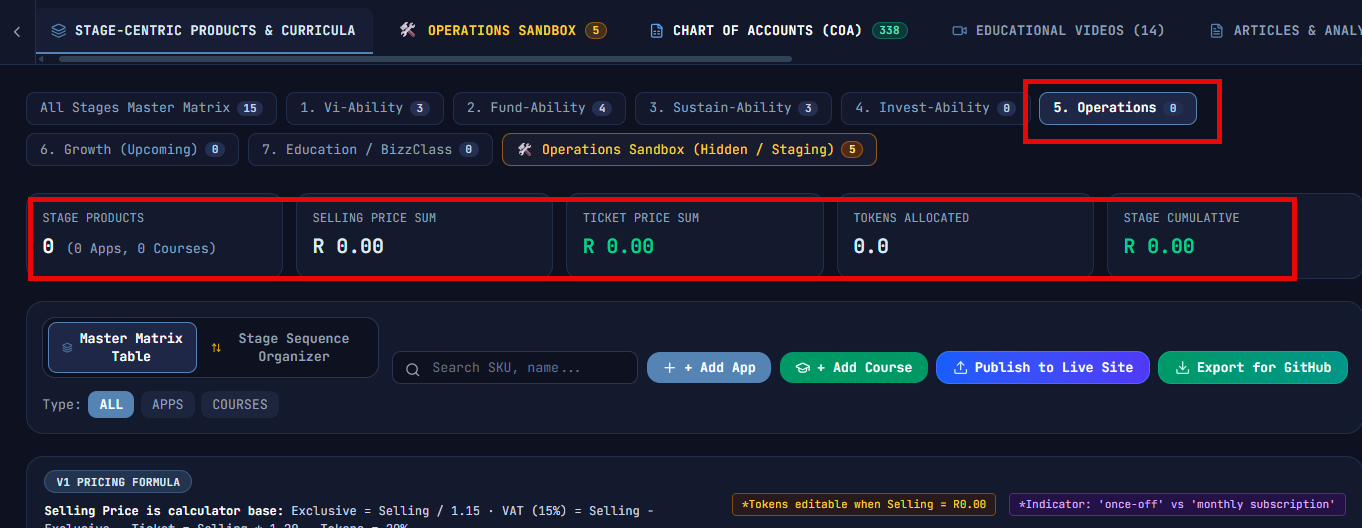 STAGE-CENTRIC PRODUCTS & CURRICULA OPERATIONS SANDBOX 5 CHART OF ACCOUNTS (COA) 338 EDUCATIONAL VIDEOS (14) ARTICLES & ANALY
All Stages Master Matrix 15 1. Vi-Ability 3 2. Fund-Ability 4 3. Sustain-Ability 3 4. Invest-Ability 0 5. Operations 0
6. Growth (Upcoming) 0 7. Education / BizzClass 0 Operations Sandbox (Hidden / Staging) 5
STAGE PRODUCTS SELLING PRICE SUM TICKET PRICE SUM TOKENS ALLOCATED STAGE CUMULATIVE
0 (0 Apps, 0 Courses) R 0.00 R 0.00 0.0 R 0.00
Master Matrix Table
Stage Sequence Organizer
Search SKU, name... + + Add App + Add Course Publish to Live Site Export for GitHub
Type: ALL APPS COURSES
V1 PRICING FORMULA
Selling Price is calculator base: Exclusive = Selling / 1.15 · VAT (15%) = Selling -
*Tokens editable when Selling = R0.00 *Indicator: 'once-off' vs 'monthly subscription'